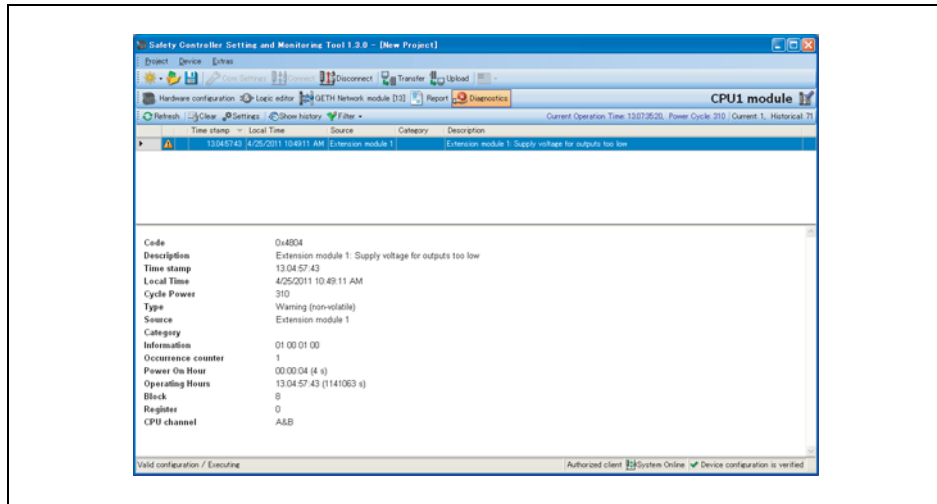 Safety Controller Setting and Monitoring Tool 1.3.0 - [New Project]
Project Device Extras
Com Settings Connect Disconnect Transfer Upload
Hardware configuration Logic editor GETH Network module [13] Report Diagnostics CPU1 module
Refresh Clear Settings Show history Filter Current Operation Time: 13:07:35:20, Power Cycle: 310 Current: 1, Historical: 71
Time stamp Local Time Source Category Description
13:04:57:43 4/25/2011 10:49:11 AM Extension module 1 Extension module 1: Supply voltage for outputs too low
Code 0x4804
Description Extension module 1: Supply voltage for outputs too low
Time stamp 13:04:57:43
Local Time 4/25/2011 10:49:11 AM
Cycle Power 310
Type Warning (non-volatile)
Source Extension module 1
Category
Information 01 00 01 00
Occurrence counter 1
Power On Hour 00:00:04 (4 s)
Operating Hours 13:04:57:43 (1141063 s)
Block 8
Register 0
CPU channel A&B
Valid configuration / Executing Authorized client System Online Device configuration is verified